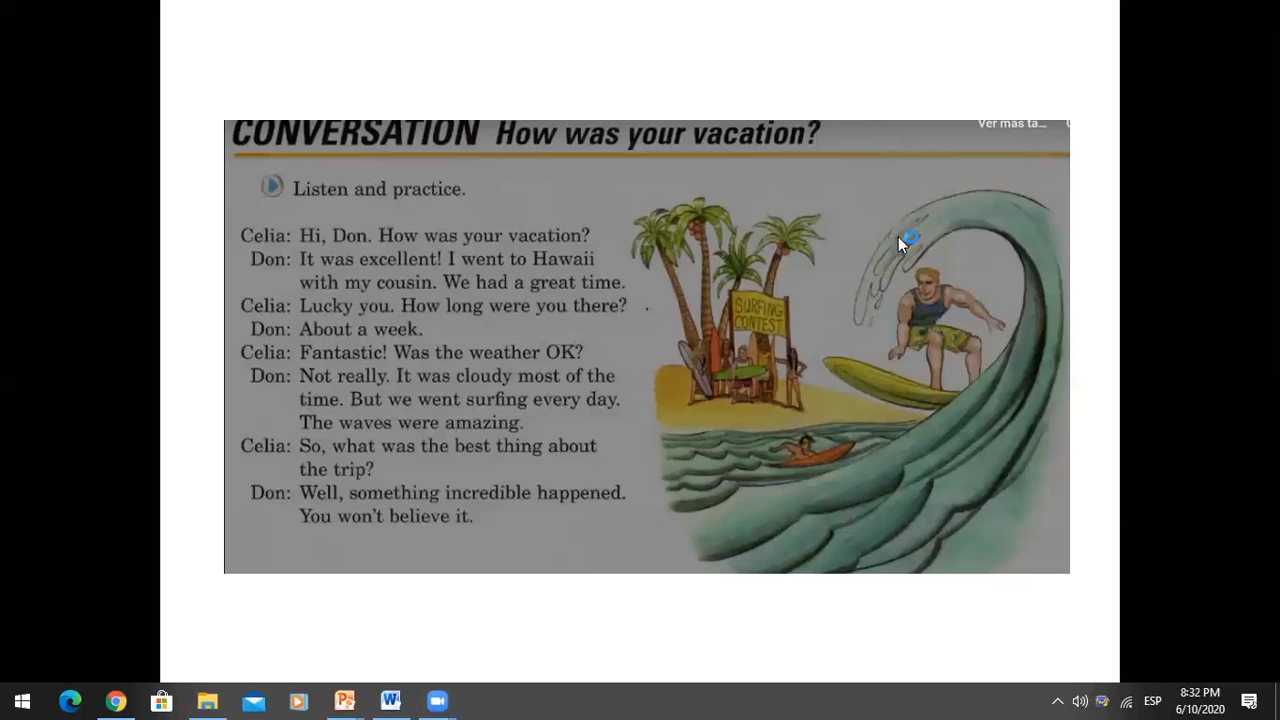 CONVERSATION How was your vacation?
Ver más ta...
Listen and practice.
Celia: Hi, Don. How was your vacation?
Don: It was excellent! I went to Hawaii
with my cousin. We had a great time.
Celia: Lucky you. How long were you there?
Don: About a week.
Celia: Fantastic! Was the weather OK?
Don: Not really. It was cloudy most of the
time. But we went surfing every day.
The waves were amazing.
Celia: So, what was the best thing about
the trip?
Don: Well, something incredible happened.
You won't believe it.
SURFING
CONTEST
ESP
8:32 PM
6/10/2020